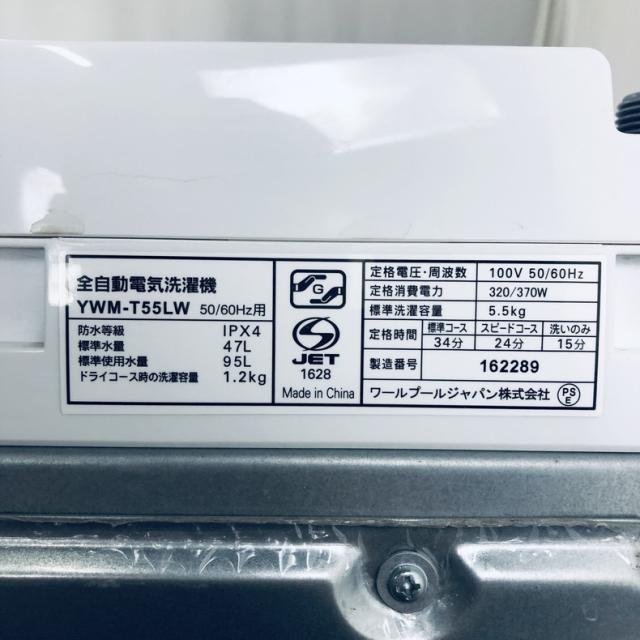 全自動電気洗濯機
YWM-T55LW 50/60Hz用
防水等級 IPX4
標準水量 47L
標準使用水量 95L
ドライコース時の洗濯容量 1.2kg
G
JET
1628
Made in China
定格電圧・周波数 100V 50/60Hz
定格消費電力 320/370W
標準洗濯容量 5.5kg
定格時間 標準コース スピードコース 洗いのみ
34分 24分 15分
製造番号 162289
ワールプールジャパン株式会社 PSE